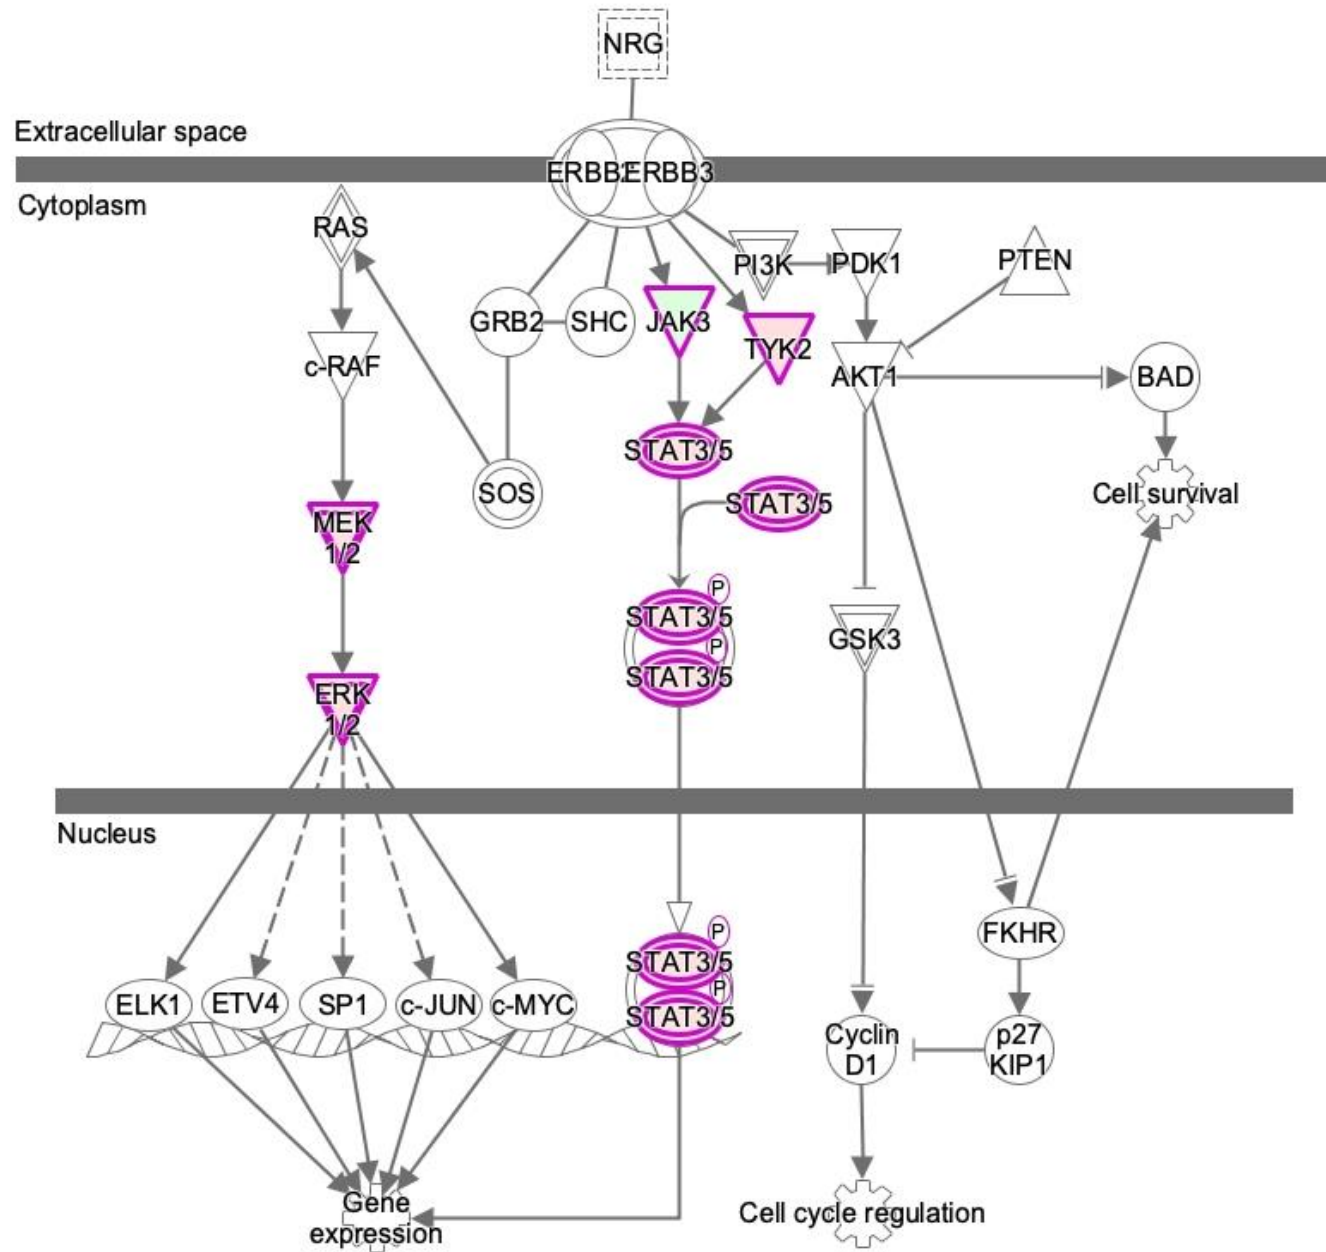 NRG
Extracellular space
ERBB2 ERBB3
Cytoplasm
RAS
PI3K
PDK1
PTEN
GRB2
SHC
JAK3
TYK2
c-RAF
AKT1
BAD
STAT3/5
SOS
STAT3/5
Cell survival
MEK
1/2
P
STAT3/5
P
STAT3/5
GSK3
ERK
1/2
Nucleus
P
STAT3/5
P
STAT3/5
FKHR
ELK1
ETV4
SP1
c-JUN
c-MYC
Cyclin
D1
p27
KIP1
Gene
expression
Cell cycle regulation